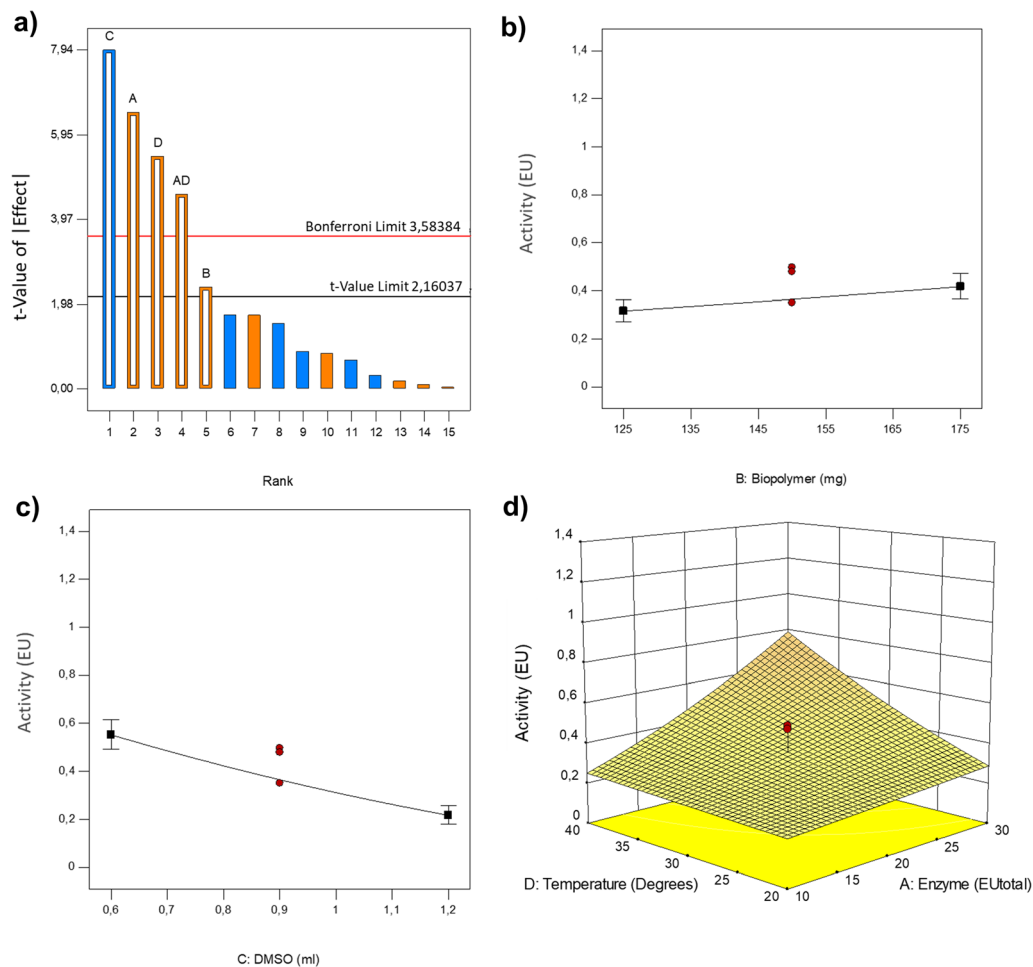 a)
C
7,94
A
5,95
D
AD
3,97
Bonferroni Limit 3,58384
B
t-Value Limit 2,16037
1,98
0,00
1 2 3 4 5 6 7 8 9 10 11 12 13 14 15
t-Value of |Effect|
Rank
b)
1,4
1,2
1
0,8
0,6
0,4
0,2
0
125 135 145 155 165 175
Activity (EU)
B: Biopolymer (mg)
c)
1,4
1,2
1
0,8
0,6
0,4
0,2
0
0,6 0,7 0,8 0,9 1 1,1 1,2
Activity (EU)
C: DMSO (ml)
d)
1,4
1,2
1
0,8
0,6
0,4
0,2
0
Activity (EU)
40 35 30 25 20
D: Temperature (Degrees)
10 15 20 25 30
A: Enzyme (EUtotal)